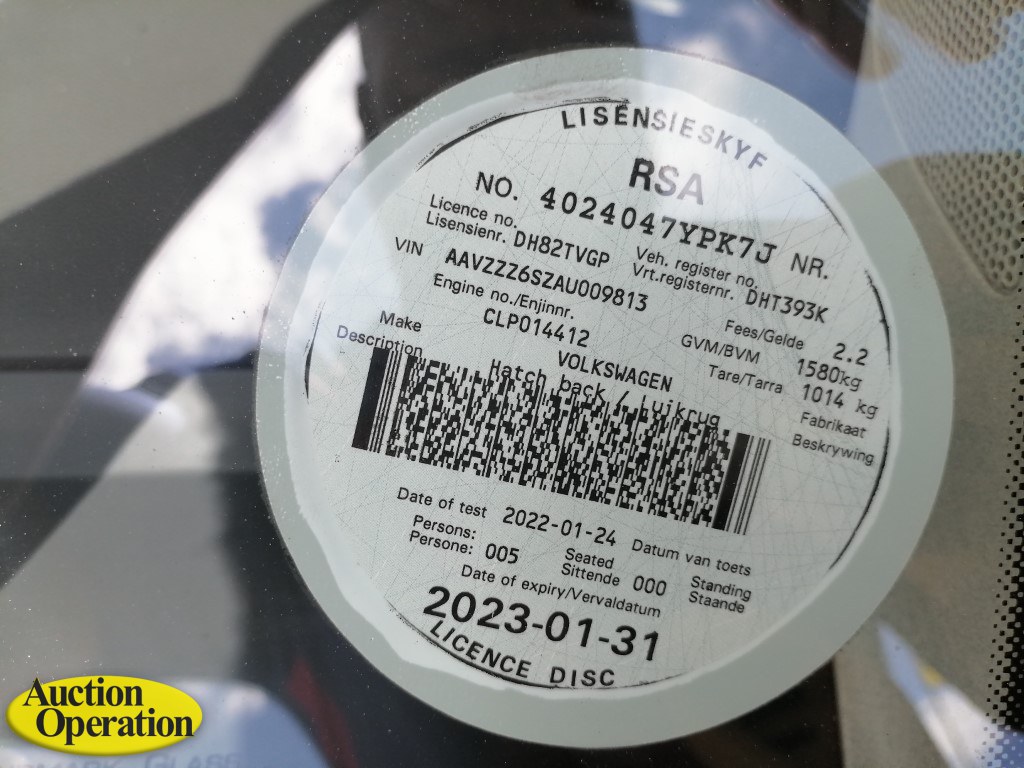 LISENSIESKYF
RSA
NO. 4024047YPK7J NR.
Licence no. DH82TVGP Veh. register no. DHT393K
Lisensienr. Vrt.registernr.
VIN AAVZZZ6SZAU009813
Engine no./Enjinnr. Fees/Gelde 2.2
CLP014412 GVM/BVM 1580kg
Tare/Tarra 1014 kg
Make VOLKSWAGEN Fabrikaat
Description Hatch back / Luikrug Beskrywing
Date of test 2022-01-24 Datum van toets
Persons: 005 Seated 000 Standing
Persone: Sittende Staande
Date of expiry/Vervaldatum
2023-01-31
LICENCE DISC
Auction
Operation